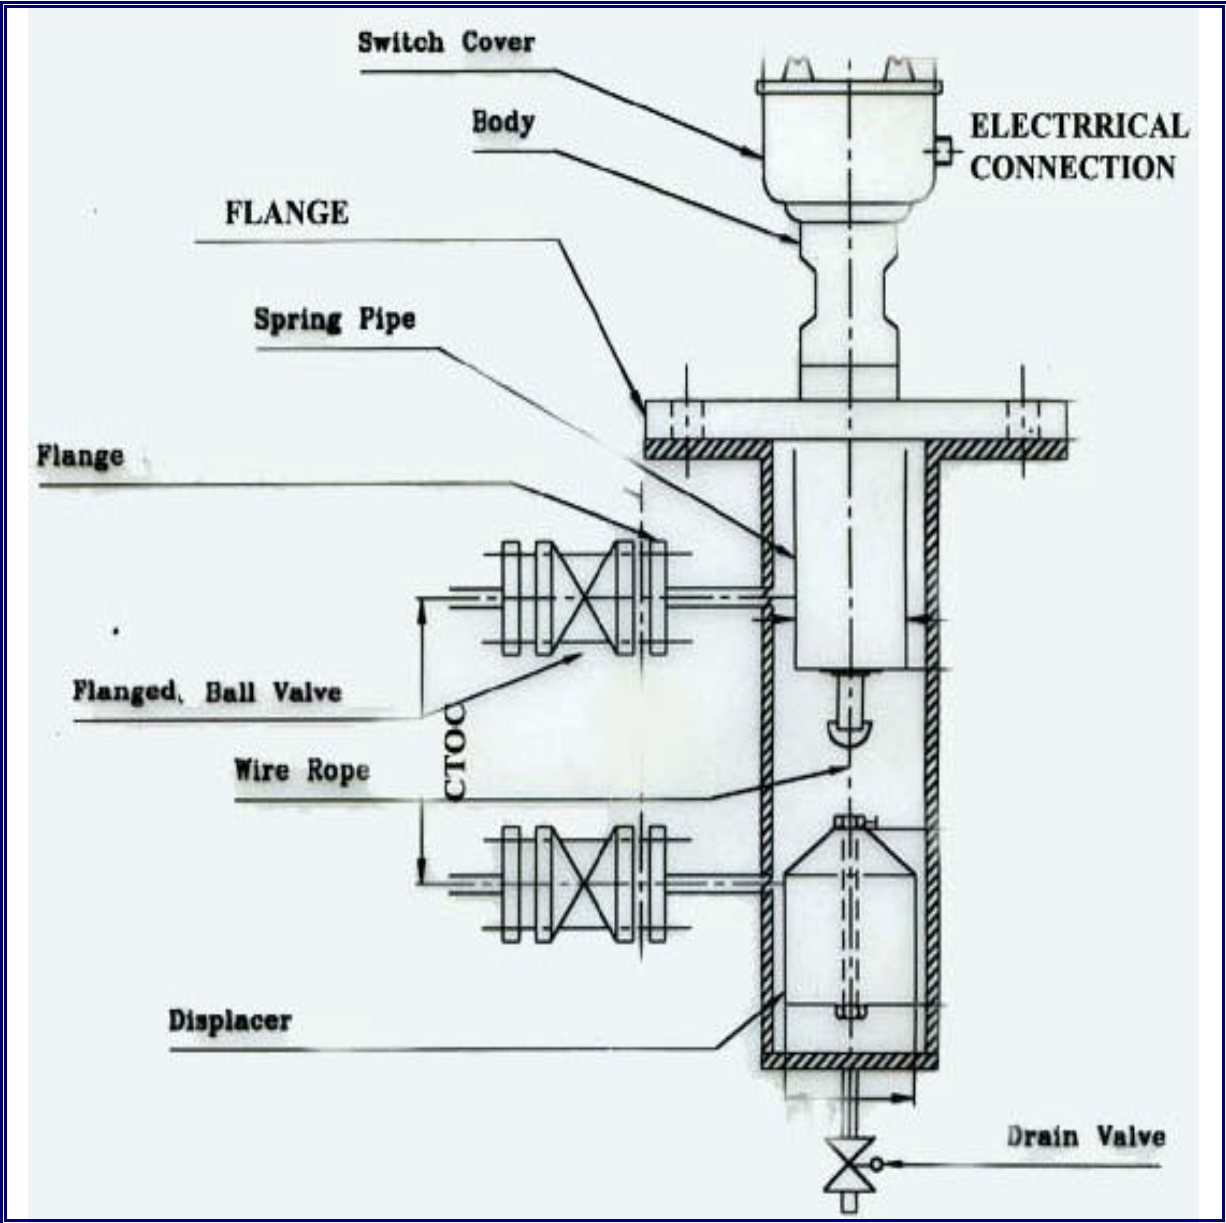 Switch Cover
Body
ELECTRRICAL
CONNECTION
FLANGE
Spring Pipe
Flange
Flanged, Ball Valve
CTOC
Wire Rope
Displacer
Drain Valve